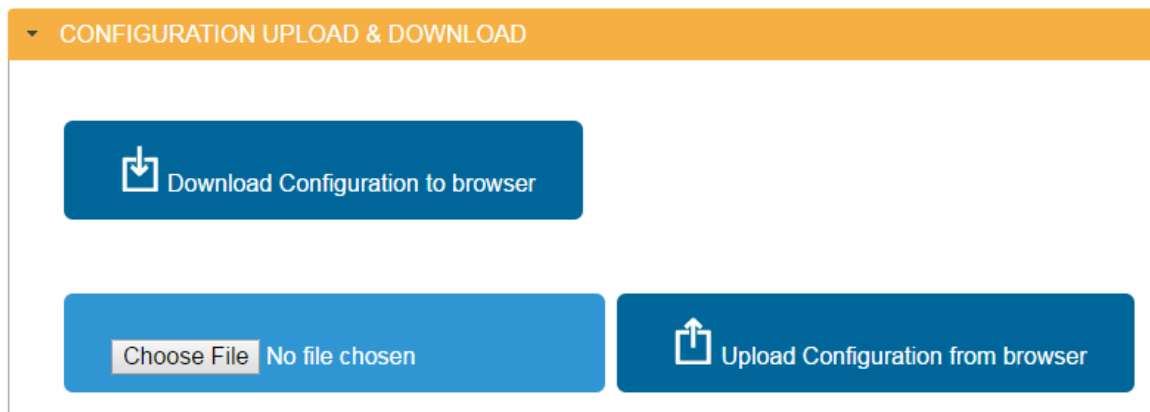 CONFIGURATION UPLOAD & DOWNLOAD
Download Configuration to browser
Choose File No file chosen
Upload Configuration from browser